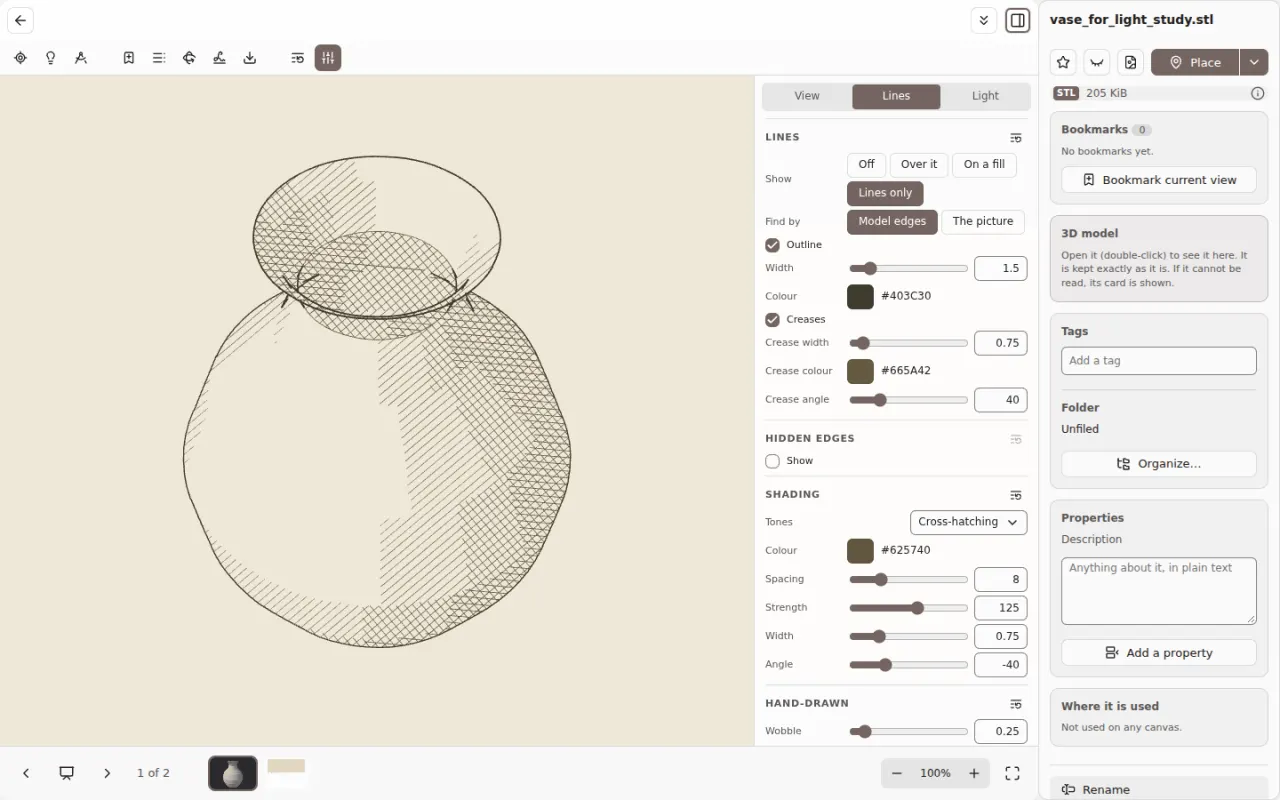 vase_for_light_study.stl
Place
STL 205 KiB
View Lines Light
LINES
Show Off Over it On a fill
Lines only
Find by Model edges The picture
Outline
Width 1.5
Colour #403C30
Creases
Crease width 0.75
Crease colour #665A42
Crease angle 40
HIDDEN EDGES
Show
SHADING
Tones Cross-hatching
Colour #625740
Spacing 8
Strength 125
Width 0.75
Angle -40
HAND-DRAWN
Wobble 0.25
Bookmarks 0
No bookmarks yet.
Bookmark current view
3D model
Open it (double-click) to see it here. It
is kept exactly as it is. If it cannot be
read, its card is shown.
Tags
Add a tag
Folder
Unfiled
Organize...
Properties
Description
Anything about it, in plain text
Add a property
Where it is used
Not used on any canvas.
Rename
1 of 2
100%